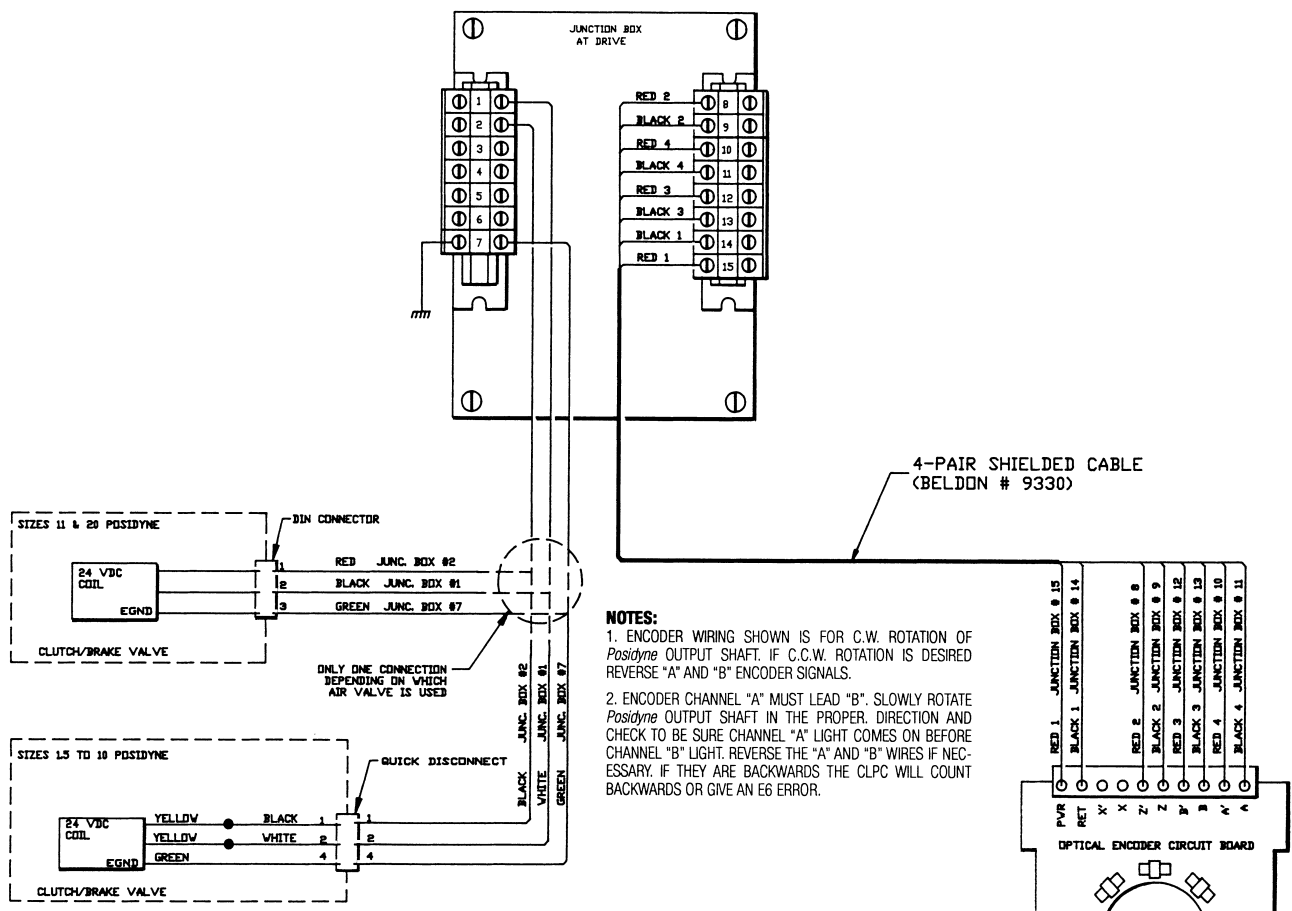 JUNCTION BOX
AT DRIVE
1
2
3
4
5
6
7
RED 2
8
BLACK 2
9
RED 4
10
BLACK 4
11
RED 3
12
BLACK 3
13
BLACK 1
14
RED 1
15
4-PAIR SHIELDED CABLE
(BELDON # 9330)
SIZES 11 & 20 POSIDYNE
DIN CONNECTOR
24 VDC
COIL
EGND
1
RED JUNC. BOX #2
2
BLACK JUNC. BOX #1
3
GREEN JUNC. BOX #7
CLUTCH/BRAKE VALVE
ONLY ONE CONNECTION
DEPENDING ON WHICH
AIR VALVE IS USED
BLACK JUNC. BOX #2
WHITE JUNC. BOX #1
GREEN JUNC. BOX #7
SIZES 1.5 TO 10 POSIDYNE
QUICK DISCONNECT
24 VDC
COIL
EGND
YELLOW BLACK 1 1
YELLOW WHITE 2 2
GREEN 4 4
CLUTCH/BRAKE VALVE
NOTES:
1. ENCODER WIRING SHOWN IS FOR C.W. ROTATION OF
Posidyne OUTPUT SHAFT. IF C.C.W. ROTATION IS DESIRED
REVERSE "A" AND "B" ENCODER SIGNALS.
2. ENCODER CHANNEL "A" MUST LEAD "B". SLOWLY ROTATE
Posidyne OUTPUT SHAFT IN THE PROPER. DIRECTION AND
CHECK TO BE SURE CHANNEL "A" LIGHT COMES ON BEFORE
CHANNEL "B" LIGHT. REVERSE THE "A" AND "B" WIRES IF NEC-
ESSARY. IF THEY ARE BACKWARDS THE CLPC WILL COUNT
BACKWARDS OR GIVE AN E6 ERROR.
RED 1 JUNCTION BOX # 15
BLACK 1 JUNCTION BOX # 14
RED 2 JUNCTION BOX # 8
BLACK 2 JUNCTION BOX # 9
RED 3 JUNCTION BOX # 12
BLACK 3 JUNCTION BOX # 13
RED 4 JUNCTION BOX # 10
BLACK 4 JUNCTION BOX # 11
PWR
RET
X'
X
Z'
Z
B'
B
A'
A
OPTICAL ENCODER CIRCUIT BOARD